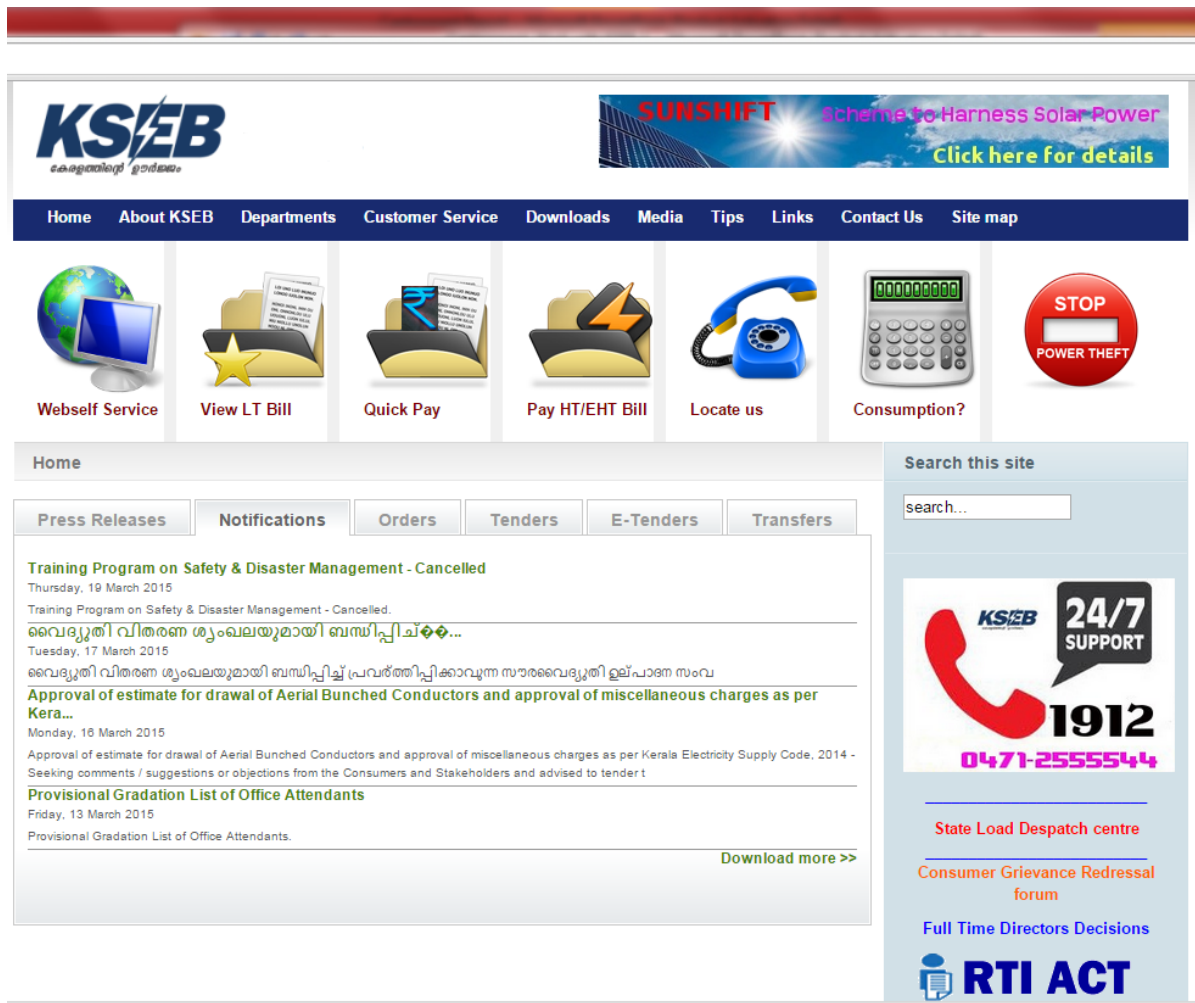 KSEB
കേരളത്തിന്റെ ഊർജ്ജം
SUNSHIFT Scheme to Harness Solar Power
Click here for details
Home About KSEB Departments Customer Service Downloads Media Tips Links Contact Us Site map
STOP
POWER THEFT
Webself Service View LT Bill Quick Pay Pay HT/EHT Bill Locate us Consumption?
Home
Search this site
search...
Press Releases Notifications Orders Tenders E-Tenders Transfers
Training Program on Safety & Disaster Management - Cancelled
Thursday, 19 March 2015
Training Program on Safety & Disaster Management - Cancelled.
വൈദ്യുതി വിതരണ ശൃംഖലയുമായി ബന്ധിപ്പിച്��...
Tuesday, 17 March 2015
വൈദ്യുതി വിതരണ ശൃംഖലയുമായി ബന്ധിപ്പിച്ച് പ്രവർത്തിപ്പിക്കാവുന്ന സൗരവൈദ്യുതി ഉല്പാദന സംവ
Approval of estimate for drawal of Aerial Bunched Conductors and approval of miscellaneous charges as per
Kera...
Monday, 16 March 2015
Approval of estimate for drawal of Aerial Bunched Conductors and approval of miscellaneous charges as per Kerala Electricity Supply Code, 2014 -
Seeking comments / suggestions or objections from the Consumers and Stakeholders and advised to tender t
Provisional Gradation List of Office Attendants
Friday, 13 March 2015
Provisional Gradation List of Office Attendants.
Download more >>
KSEB
24/7
SUPPORT
1912
0471-2555544
State Load Despatch centre
Consumer Grievance Redressal
forum
Full Time Directors Decisions
RTI ACT